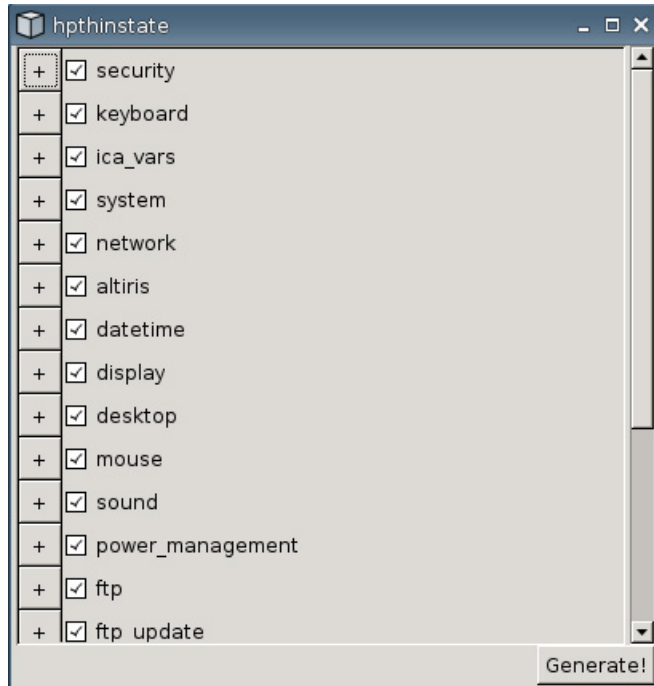 hpthinstate
+ security
+ keyboard
+ ica_vars
+ system
+ network
+ altiris
+ datetime
+ display
+ desktop
+ mouse
+ sound
+ power_management
+ ftp
+ ftp_update
Generate!